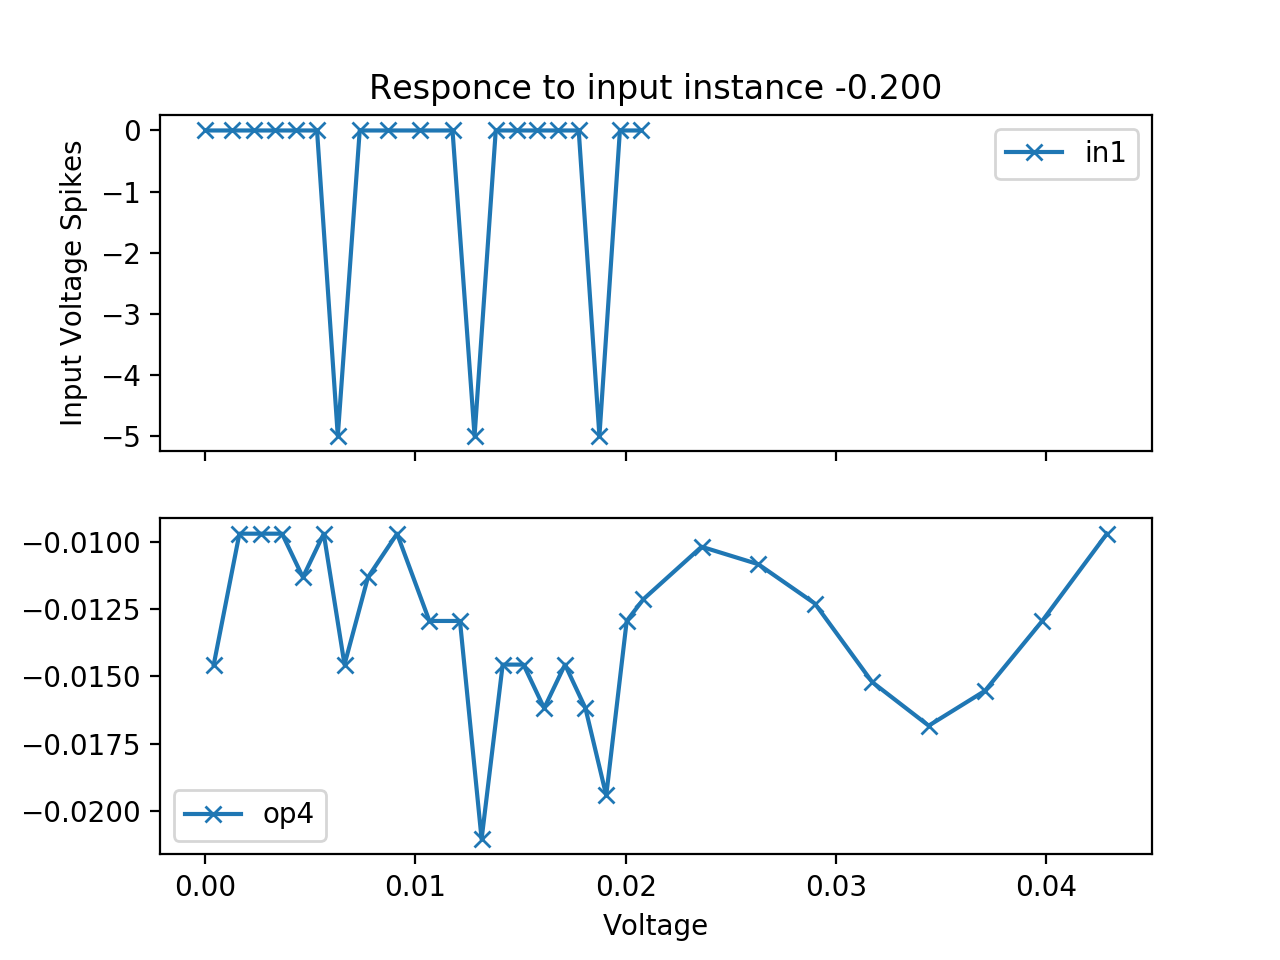 Responce to input instance -0.200
Input Voltage Spikes
0
−1
−2
−3
−4
−5
in1
−0.0100
−0.0125
−0.0150
−0.0175
−0.0200
op4
0.00 0.01 0.02 0.03 0.04
Voltage